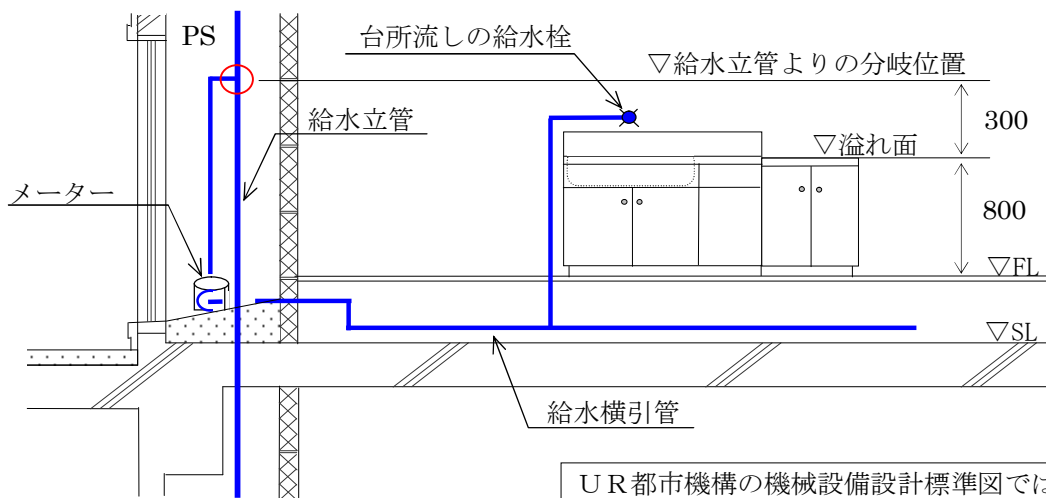 PS
台所流しの給水栓
▽給水立管よりの分岐位置
給水立管
300
▽溢れ面
メーター
800
▽FL
▽SL
給水横引管
ＵＲ都市機構の機械設備設計標準図では